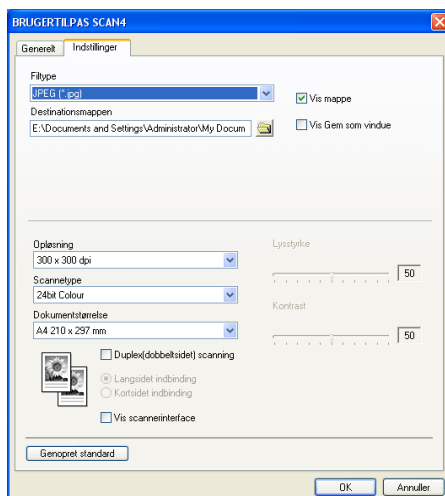 BRUGERTILPAS SCAN4
Generelt
Indstillinger
Filtype
JPEG (*.jpg)
Vis mappe
Destinationsmappen
E:\Documents and Settings\Administrator\My Docum
Vis Gem som vindue
Opløsning
300 x 300 dpi
Lysstyrke
50
Scannetype
24bit Colour
Kontrast
50
Dokumentstørrelse
A4 210 x 297 mm
Duplex(dobbeltsidet) scanning
Langsidet indbinding
Kortsidet indbinding
Vis scannerinterface
Genopret standard
OK
Annuller